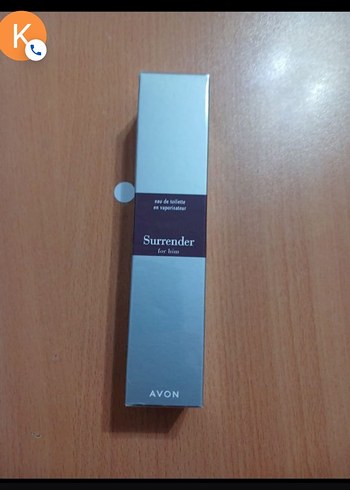 K
eau de toilette
en vaporisateur
Surrender
for him
AVON